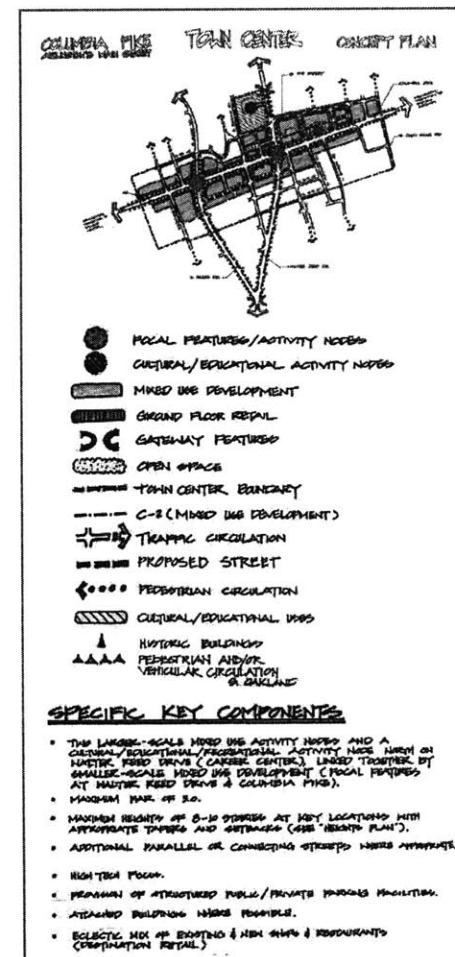 COLUMBIA PIKE TOWN CENTER CONCEPT PLAN
ARLINGTON'S MAIN STREET
FOCAL FEATURES/ACTIVITY NODES
CULTURAL/EDUCATIONAL ACTIVITY NODES
MIXED USE DEVELOPMENT
GROUND FLOOR RETAIL
GATEWAY FEATURES
OPEN SPACE
TOWN CENTER BOUNDARY
C-2 (MIXED USE DEVELOPMENT)
TRAFFIC CIRCULATION
PROPOSED STREET
PEDESTRIAN CIRCULATION
CULTURAL/EDUCATIONAL USES
HISTORIC BUILDINGS
PEDESTRIAN AND/OR
VEHICULAR CIRCULATION
S. OAKLAND
SPECIFIC KEY COMPONENTS
• TWO LARGER-SCALE MIXED USE ACTIVITY NODES AND A
CULTURAL/EDUCATIONAL/RECREATIONAL ACTIVITY NODE NORTH ON
WALTER REED DRIVE (CAREER CENTER), LINKED TOGETHER BY
SMALLER-SCALE MIXED USE DEVELOPMENT (FOCAL FEATURES
AT WALTER REED DRIVE & COLUMBIA PIKE).
• MAXIMUM FAR OF
• MAXIMUM HEIGHTS OF 8-10 STORIES AT KEY LOCATIONS WITH
APPROPRIATE TAPERS AND SETBACKS (SEE "HEIGHTS PLAN").
• ADDITIONAL PARALLEL OR CONNECTING STREETS WHERE APPROPRIATE.
• HIGH TECH FOCUS.
• PROVISION OF STRUCTURED PUBLIC/PRIVATE PARKING FACILITIES.
• ATTACHED BUILDINGS WHERE POSSIBLE.
• ECLECTIC MIX OF EXISTING & NEW SHOPS & RESTAURANTS
(DESTINATION RETAIL)